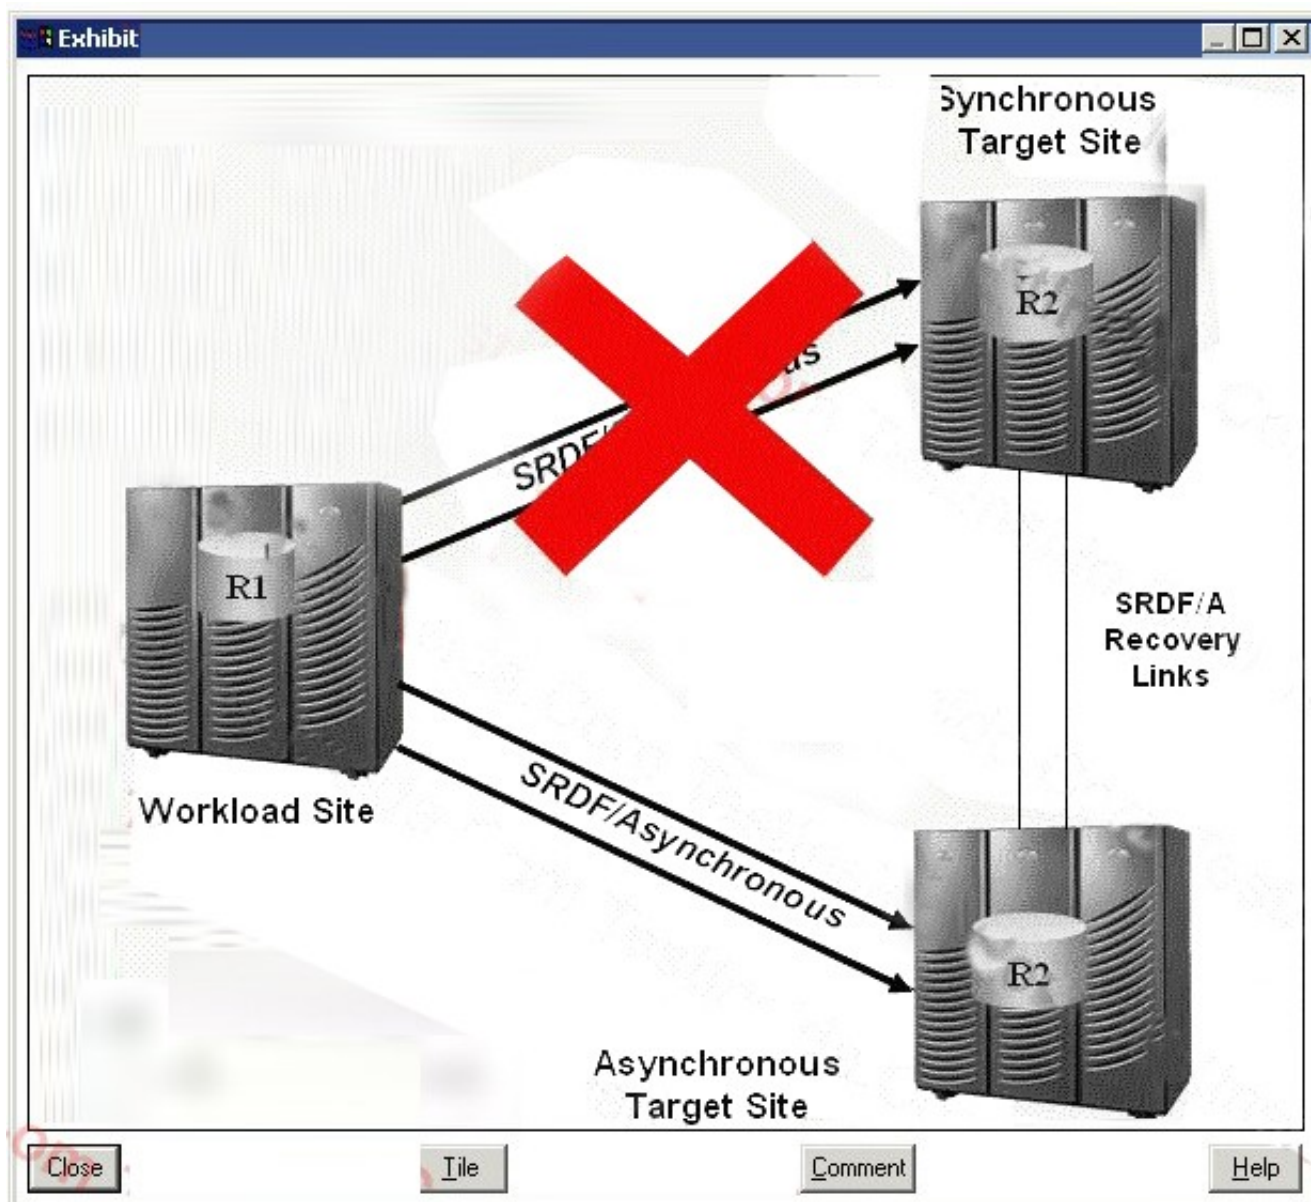 Exhibit
Synchronous
Target Site
R2
R1
SRDF/A
Recovery
Links
Workload Site
SRDF/Asynchronous
R2
Asynchronous
Target Site
Close
Tile
Comment
Help